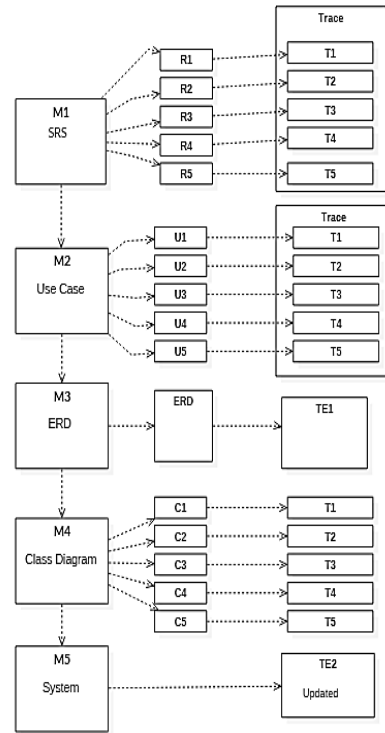 Trace
R1
T1
R2
T2
M1
SRS
R3
T3
R4
T4
R5
T5
Trace
U1
T1
M2
Use Case
U2
T2
U3
T3
U4
T4
U5
T5
M3
ERD
ERD
TE1
C1
T1
M4
Class Diagram
C2
T2
C3
T3
C4
T4
C5
T5
M5
System
TE2
Updated